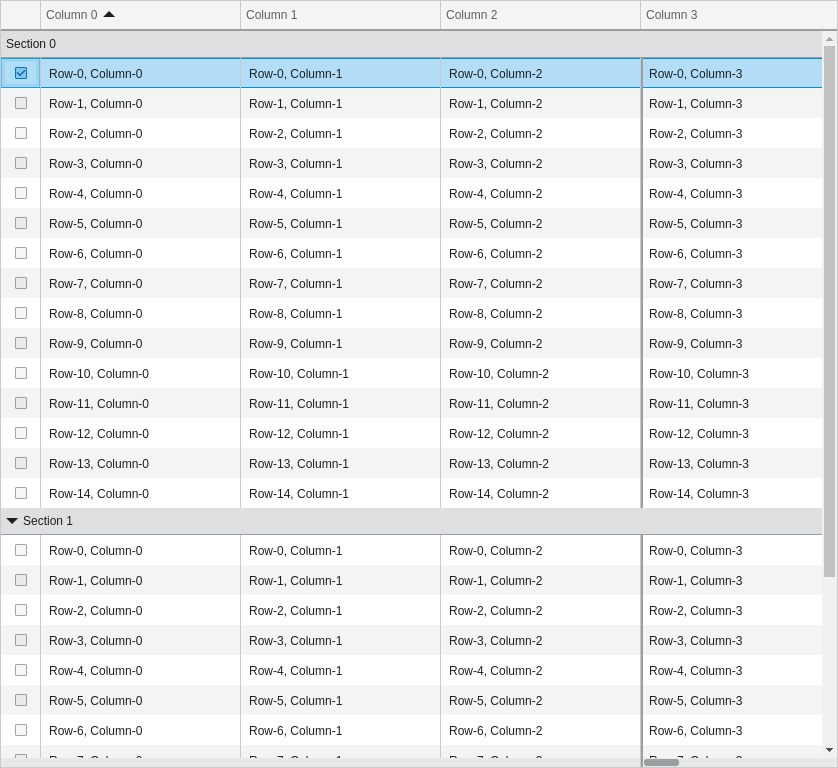 Column 0 Column 1 Column 2 Column 3
Section 0
Row-0, Column-0 Row-0, Column-1 Row-0, Column-2 Row-0, Column-3
Row-1, Column-0 Row-1, Column-1 Row-1, Column-2 Row-1, Column-3
Row-2, Column-0 Row-2, Column-1 Row-2, Column-2 Row-2, Column-3
Row-3, Column-0 Row-3, Column-1 Row-3, Column-2 Row-3, Column-3
Row-4, Column-0 Row-4, Column-1 Row-4, Column-2 Row-4, Column-3
Row-5, Column-0 Row-5, Column-1 Row-5, Column-2 Row-5, Column-3
Row-6, Column-0 Row-6, Column-1 Row-6, Column-2 Row-6, Column-3
Row-7, Column-0 Row-7, Column-1 Row-7, Column-2 Row-7, Column-3
Row-8, Column-0 Row-8, Column-1 Row-8, Column-2 Row-8, Column-3
Row-9, Column-0 Row-9, Column-1 Row-9, Column-2 Row-9, Column-3
Row-10, Column-0 Row-10, Column-1 Row-10, Column-2 Row-10, Column-3
Row-11, Column-0 Row-11, Column-1 Row-11, Column-2 Row-11, Column-3
Row-12, Column-0 Row-12, Column-1 Row-12, Column-2 Row-12, Column-3
Row-13, Column-0 Row-13, Column-1 Row-13, Column-2 Row-13, Column-3
Row-14, Column-0 Row-14, Column-1 Row-14, Column-2 Row-14, Column-3
Section 1
Row-0, Column-0 Row-0, Column-1 Row-0, Column-2 Row-0, Column-3
Row-1, Column-0 Row-1, Column-1 Row-1, Column-2 Row-1, Column-3
Row-2, Column-0 Row-2, Column-1 Row-2, Column-2 Row-2, Column-3
Row-3, Column-0 Row-3, Column-1 Row-3, Column-2 Row-3, Column-3
Row-4, Column-0 Row-4, Column-1 Row-4, Column-2 Row-4, Column-3
Row-5, Column-0 Row-5, Column-1 Row-5, Column-2 Row-5, Column-3
Row-6, Column-0 Row-6, Column-1 Row-6, Column-2 Row-6, Column-3